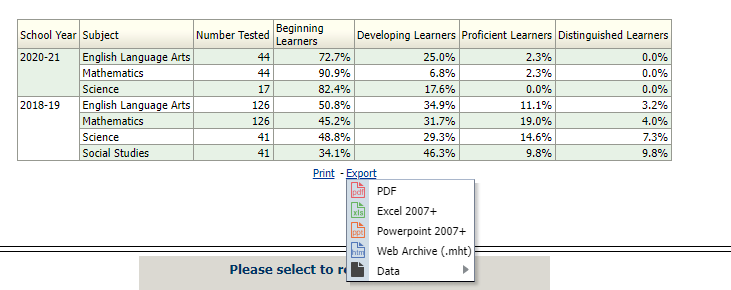 School Year Subject Number Tested Beginning Learners Developing Learners Proficient Learners Distinguished Learners
2020-21 English Language Arts 44 72.7% 25.0% 2.3% 0.0%
Mathematics 44 90.9% 6.8% 2.3% 0.0%
Science 17 82.4% 17.6% 0.0% 0.0%
2018-19 English Language Arts 126 50.8% 34.9% 11.1% 3.2%
Mathematics 126 45.2% 31.7% 19.0% 4.0%
Science 41 48.8% 29.3% 14.6% 7.3%
Social Studies 41 34.1% 46.3% 9.8% 9.8%
Print - Export
pdf PDF
xls Excel 2007+
ppt Powerpoint 2007+
htm Web Archive (.mht)
Data
Please select to